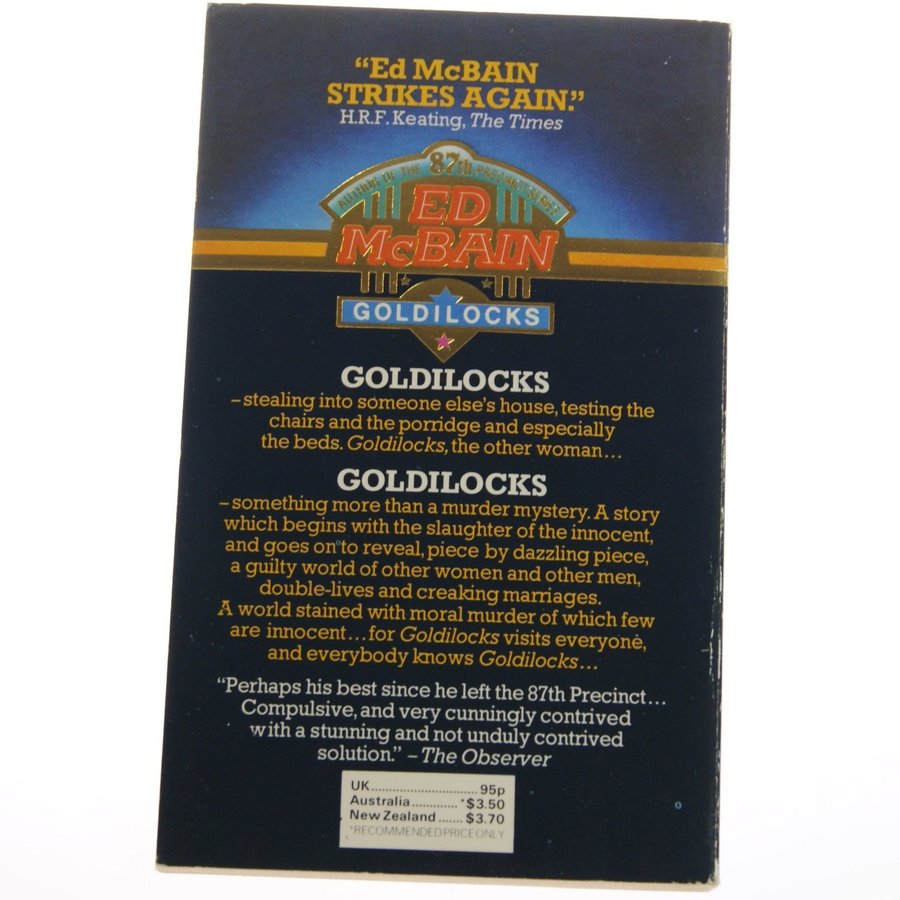 “Ed McBAIN
STRIKES AGAIN.”
H.R.F. Keating, The Times
AUTHOR OF THE 87th PRECINCT SERIES
ED
McBAIN
GOLDILOCKS
GOLDILOCKS
–stealing into someone else's house, testing the
chairs and the porridge and especially
the beds. Goldilocks, the other woman...
GOLDILOCKS
–something more than a murder mystery. A story
which begins with the slaughter of the innocent,
and goes on to reveal, piece by dazzling piece,
a guilty world of other women and other men,
double-lives and creaking marriages.
A world stained with moral murder of which few
are innocent...for Goldilocks visits everyone,
and everybody knows Goldilocks...
“Perhaps his best since he left the 87th Precinct...
Compulsive, and very cunningly contrived
with a stunning and not unduly contrived
solution.” – The Observer
UK............................ 95p
Australia............ *$3.50
New Zealand ...... $3.70
*RECOMMENDED PRICE ONLY